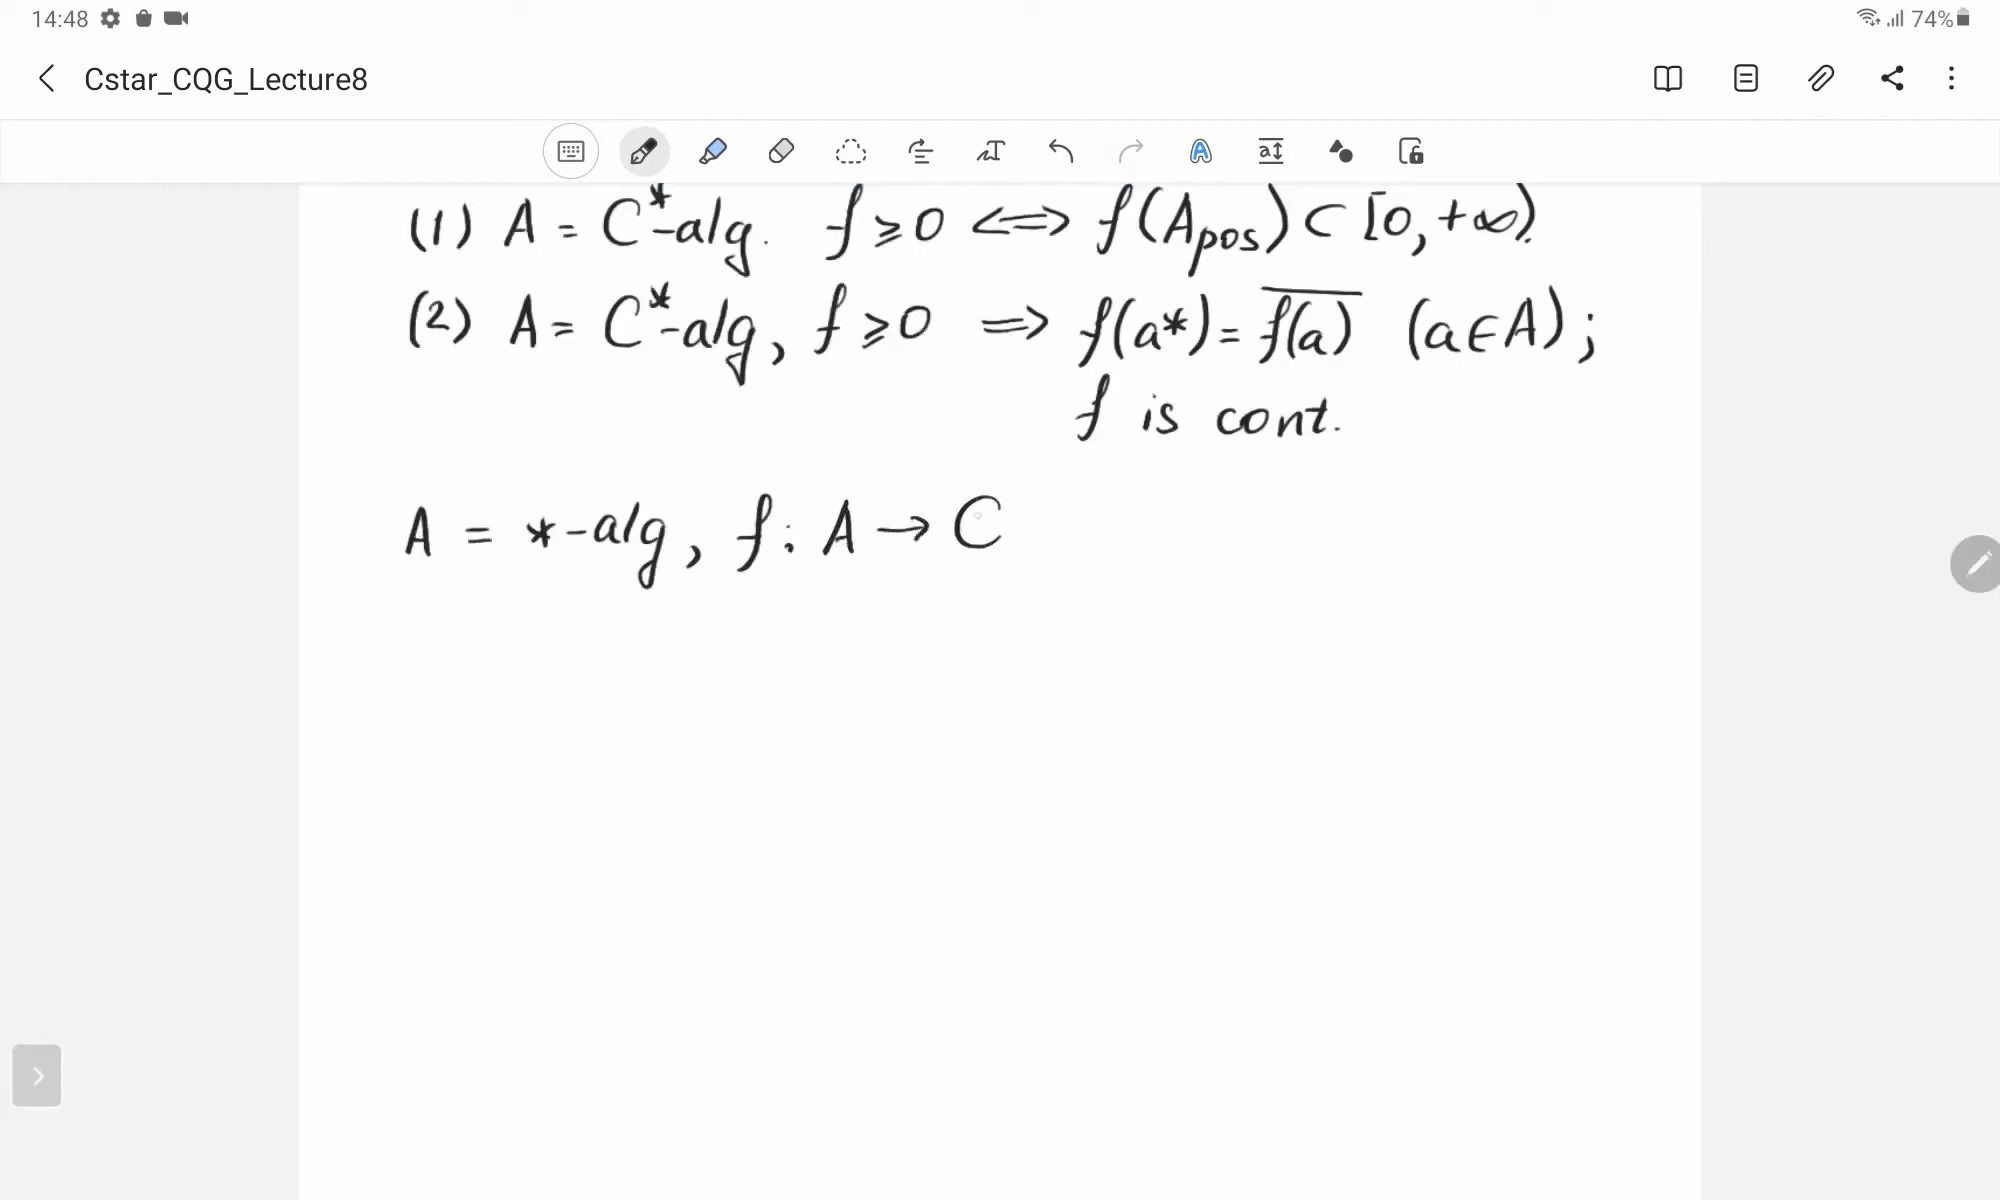 14:48 74%
Cstar_CQG_Lecture8
(1) A = C*-alg. f ⩾ 0 <=> f(A_pos) ⊂ [0, +∞).
(2) A = C*-alg, f ⩾ 0 => f(a*) = \overline{f(a)} (a ∈ A);
f is cont.
A = *-alg, f: A → C